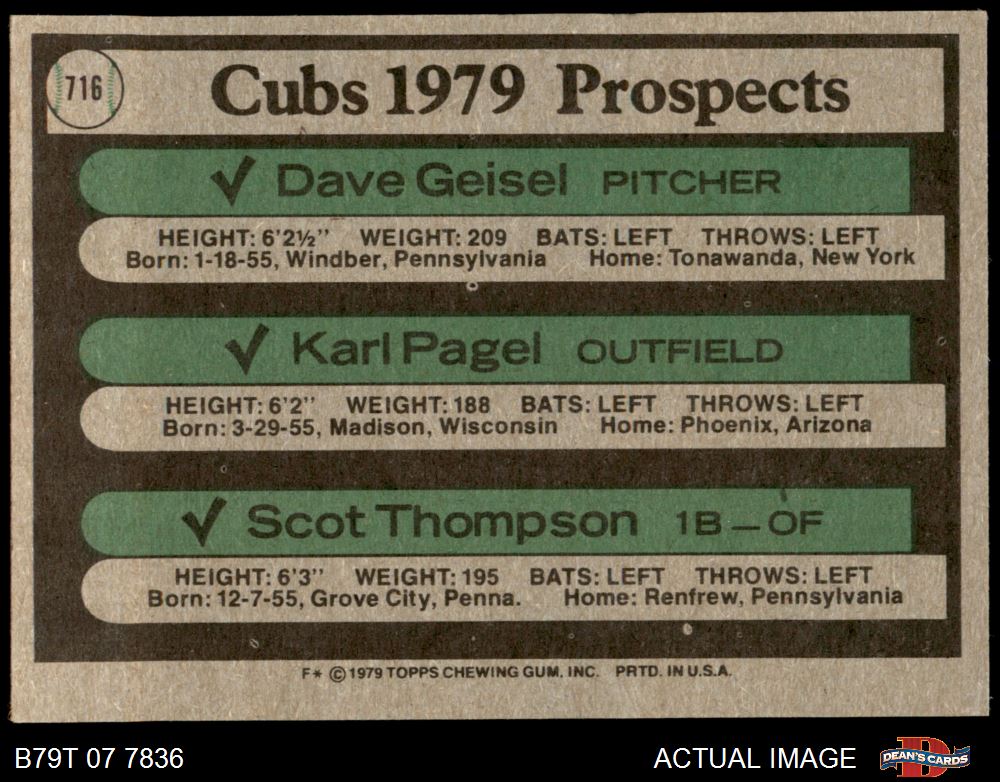 716
Cubs 1979 Prospects
✓ Dave Geisel PITCHER
HEIGHT: 6'2½" WEIGHT: 209 BATS: LEFT THROWS: LEFT
Born: 1-18-55, Windber, Pennsylvania Home: Tonawanda, New York
✓ Karl Pagel OUTFIELD
HEIGHT: 6'2" WEIGHT: 188 BATS: LEFT THROWS: LEFT
Born: 3-29-55, Madison, Wisconsin Home: Phoenix, Arizona
✓ Scot Thompson 1B — OF
HEIGHT: 6'3" WEIGHT: 195 BATS: LEFT THROWS: LEFT
Born: 12-7-55, Grove City, Penna. Home: Renfrew, Pennsylvania
F* © 1979 TOPPS CHEWING GUM, INC. PRTD. IN U.S.A.
B79T 07 7836 ACTUAL IMAGE D DEAN'S CARDS